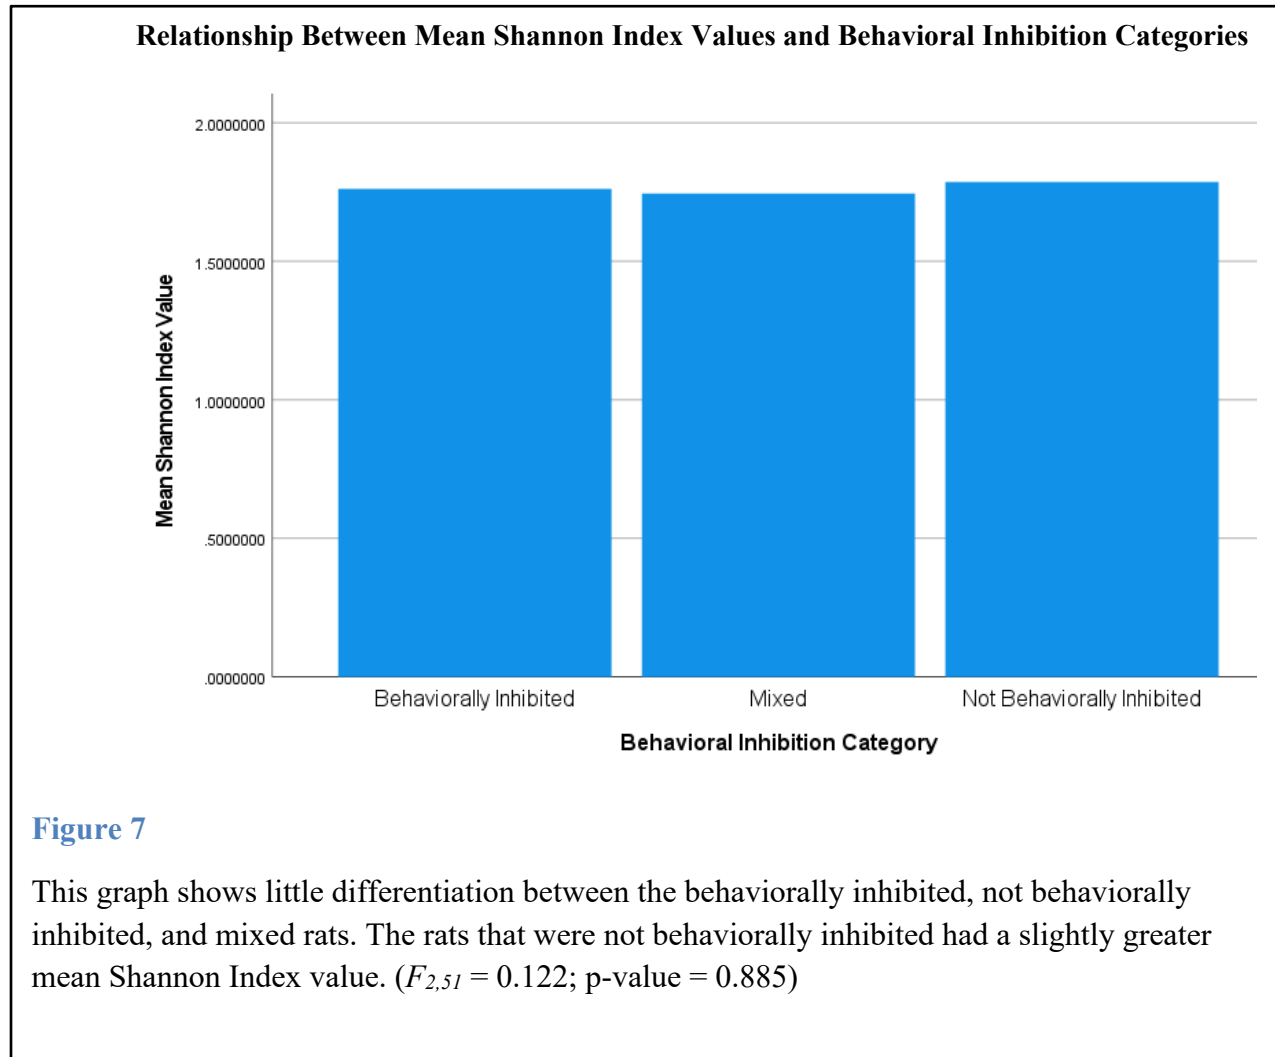 Relationship Between Mean Shannon Index Values and Behavioral Inhibition Categories
2.0000000
1.5000000
1.0000000
.5000000
.0000000
Mean Shannon Index Value
Behaviorally Inhibited
Mixed
Not Behaviorally Inhibited
Behavioral Inhibition Category
Figure 7
This graph shows little differentiation between the behaviorally inhibited, not behaviorally
inhibited, and mixed rats. The rats that were not behaviorally inhibited had a slightly greater
mean Shannon Index value. (F2,51 = 0.122; p-value = 0.885)